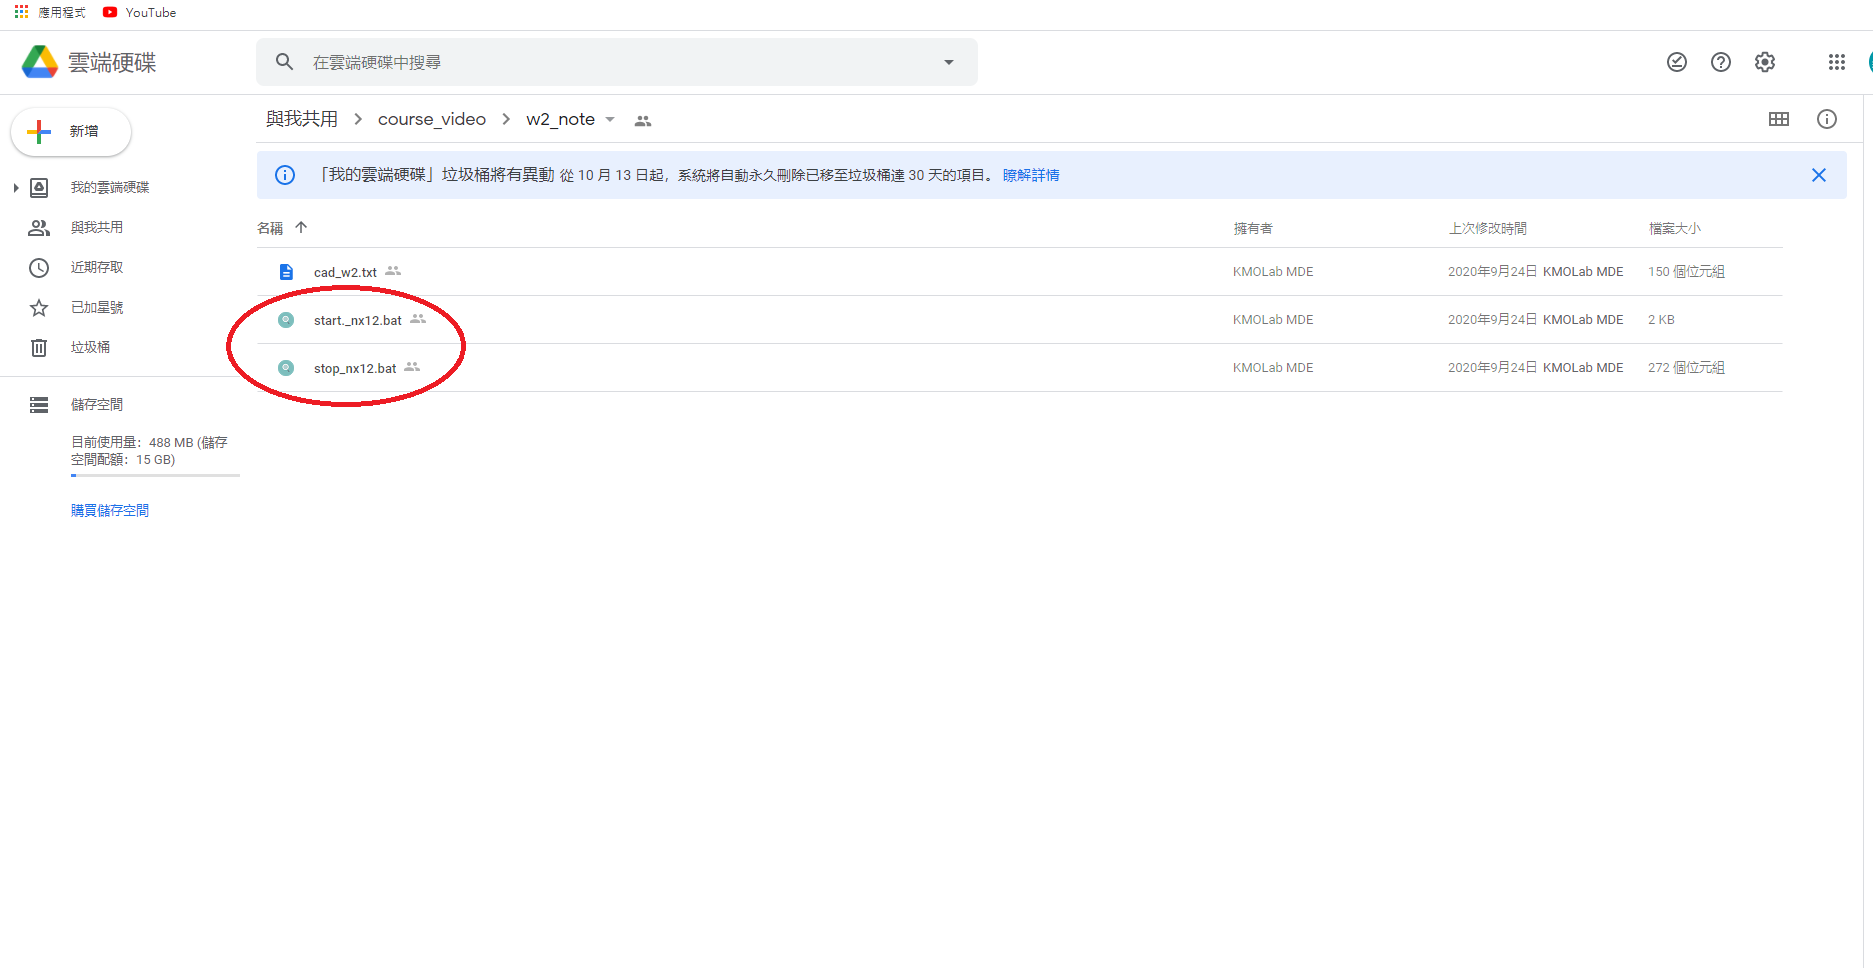 應用程式 YouTube
雲端硬碟
在雲端硬碟中搜尋
新增
我的雲端硬碟
與我共用
近期存取
已加星號
垃圾桶
儲存空間
目前使用量：488 MB (儲存
空間配額：15 GB)
購買儲存空間
與我共用 course_video w2_note
「我的雲端硬碟」垃圾桶將有異動 從 10 月 13 日起，系統將自動永久刪除已移至垃圾桶達 30 天的項目。 瞭解詳情
名稱 擁有者 上次修改時間 檔案大小
cad_w2.txt KMOLab MDE 2020年9月24日 KMOLab MDE 150 個位元組
start._nx12.bat KMOLab MDE 2020年9月24日 KMOLab MDE 2 KB
stop_nx12.bat KMOLab MDE 2020年9月24日 KMOLab MDE 272 個位元組